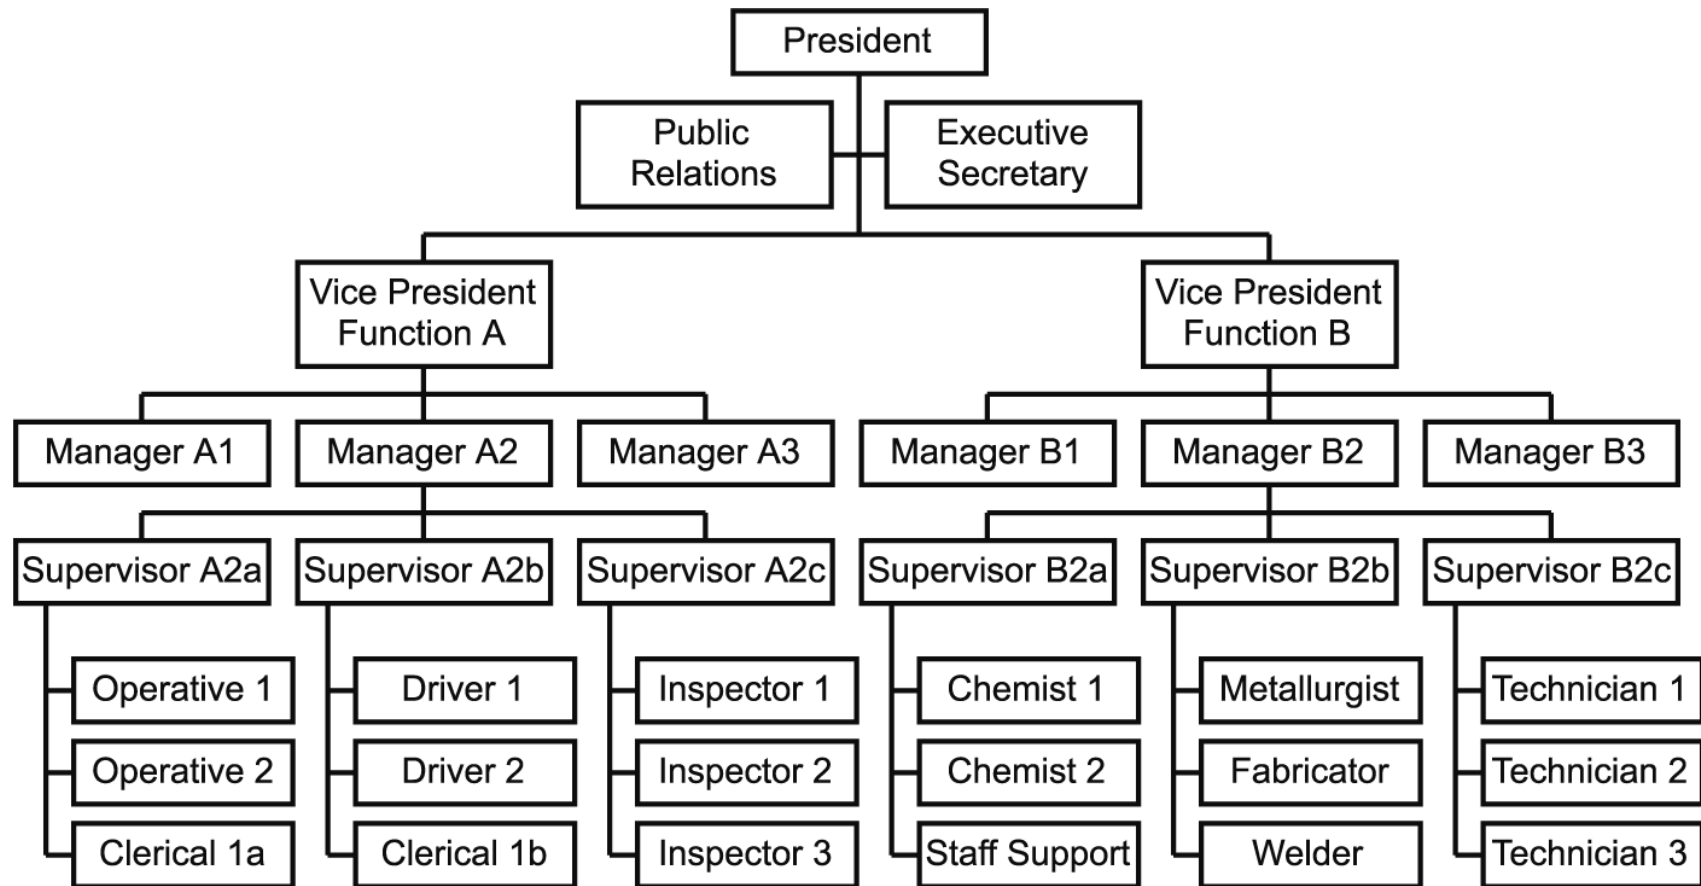 President
Public
Relations
Executive
Secretary
Vice President
Function A
Vice President
Function B
Manager A1
Manager A2
Manager A3
Manager B1
Manager B2
Manager B3
Supervisor A2a
Supervisor A2b
Supervisor A2c
Supervisor B2a
Supervisor B2b
Supervisor B2c
Operative 1
Driver 1
Inspector 1
Chemist 1
Metallurgist
Technician 1
Operative 2
Driver 2
Inspector 2
Chemist 2
Fabricator
Technician 2
Clerical 1a
Clerical 1b
Inspector 3
Staff Support
Welder
Technician 3